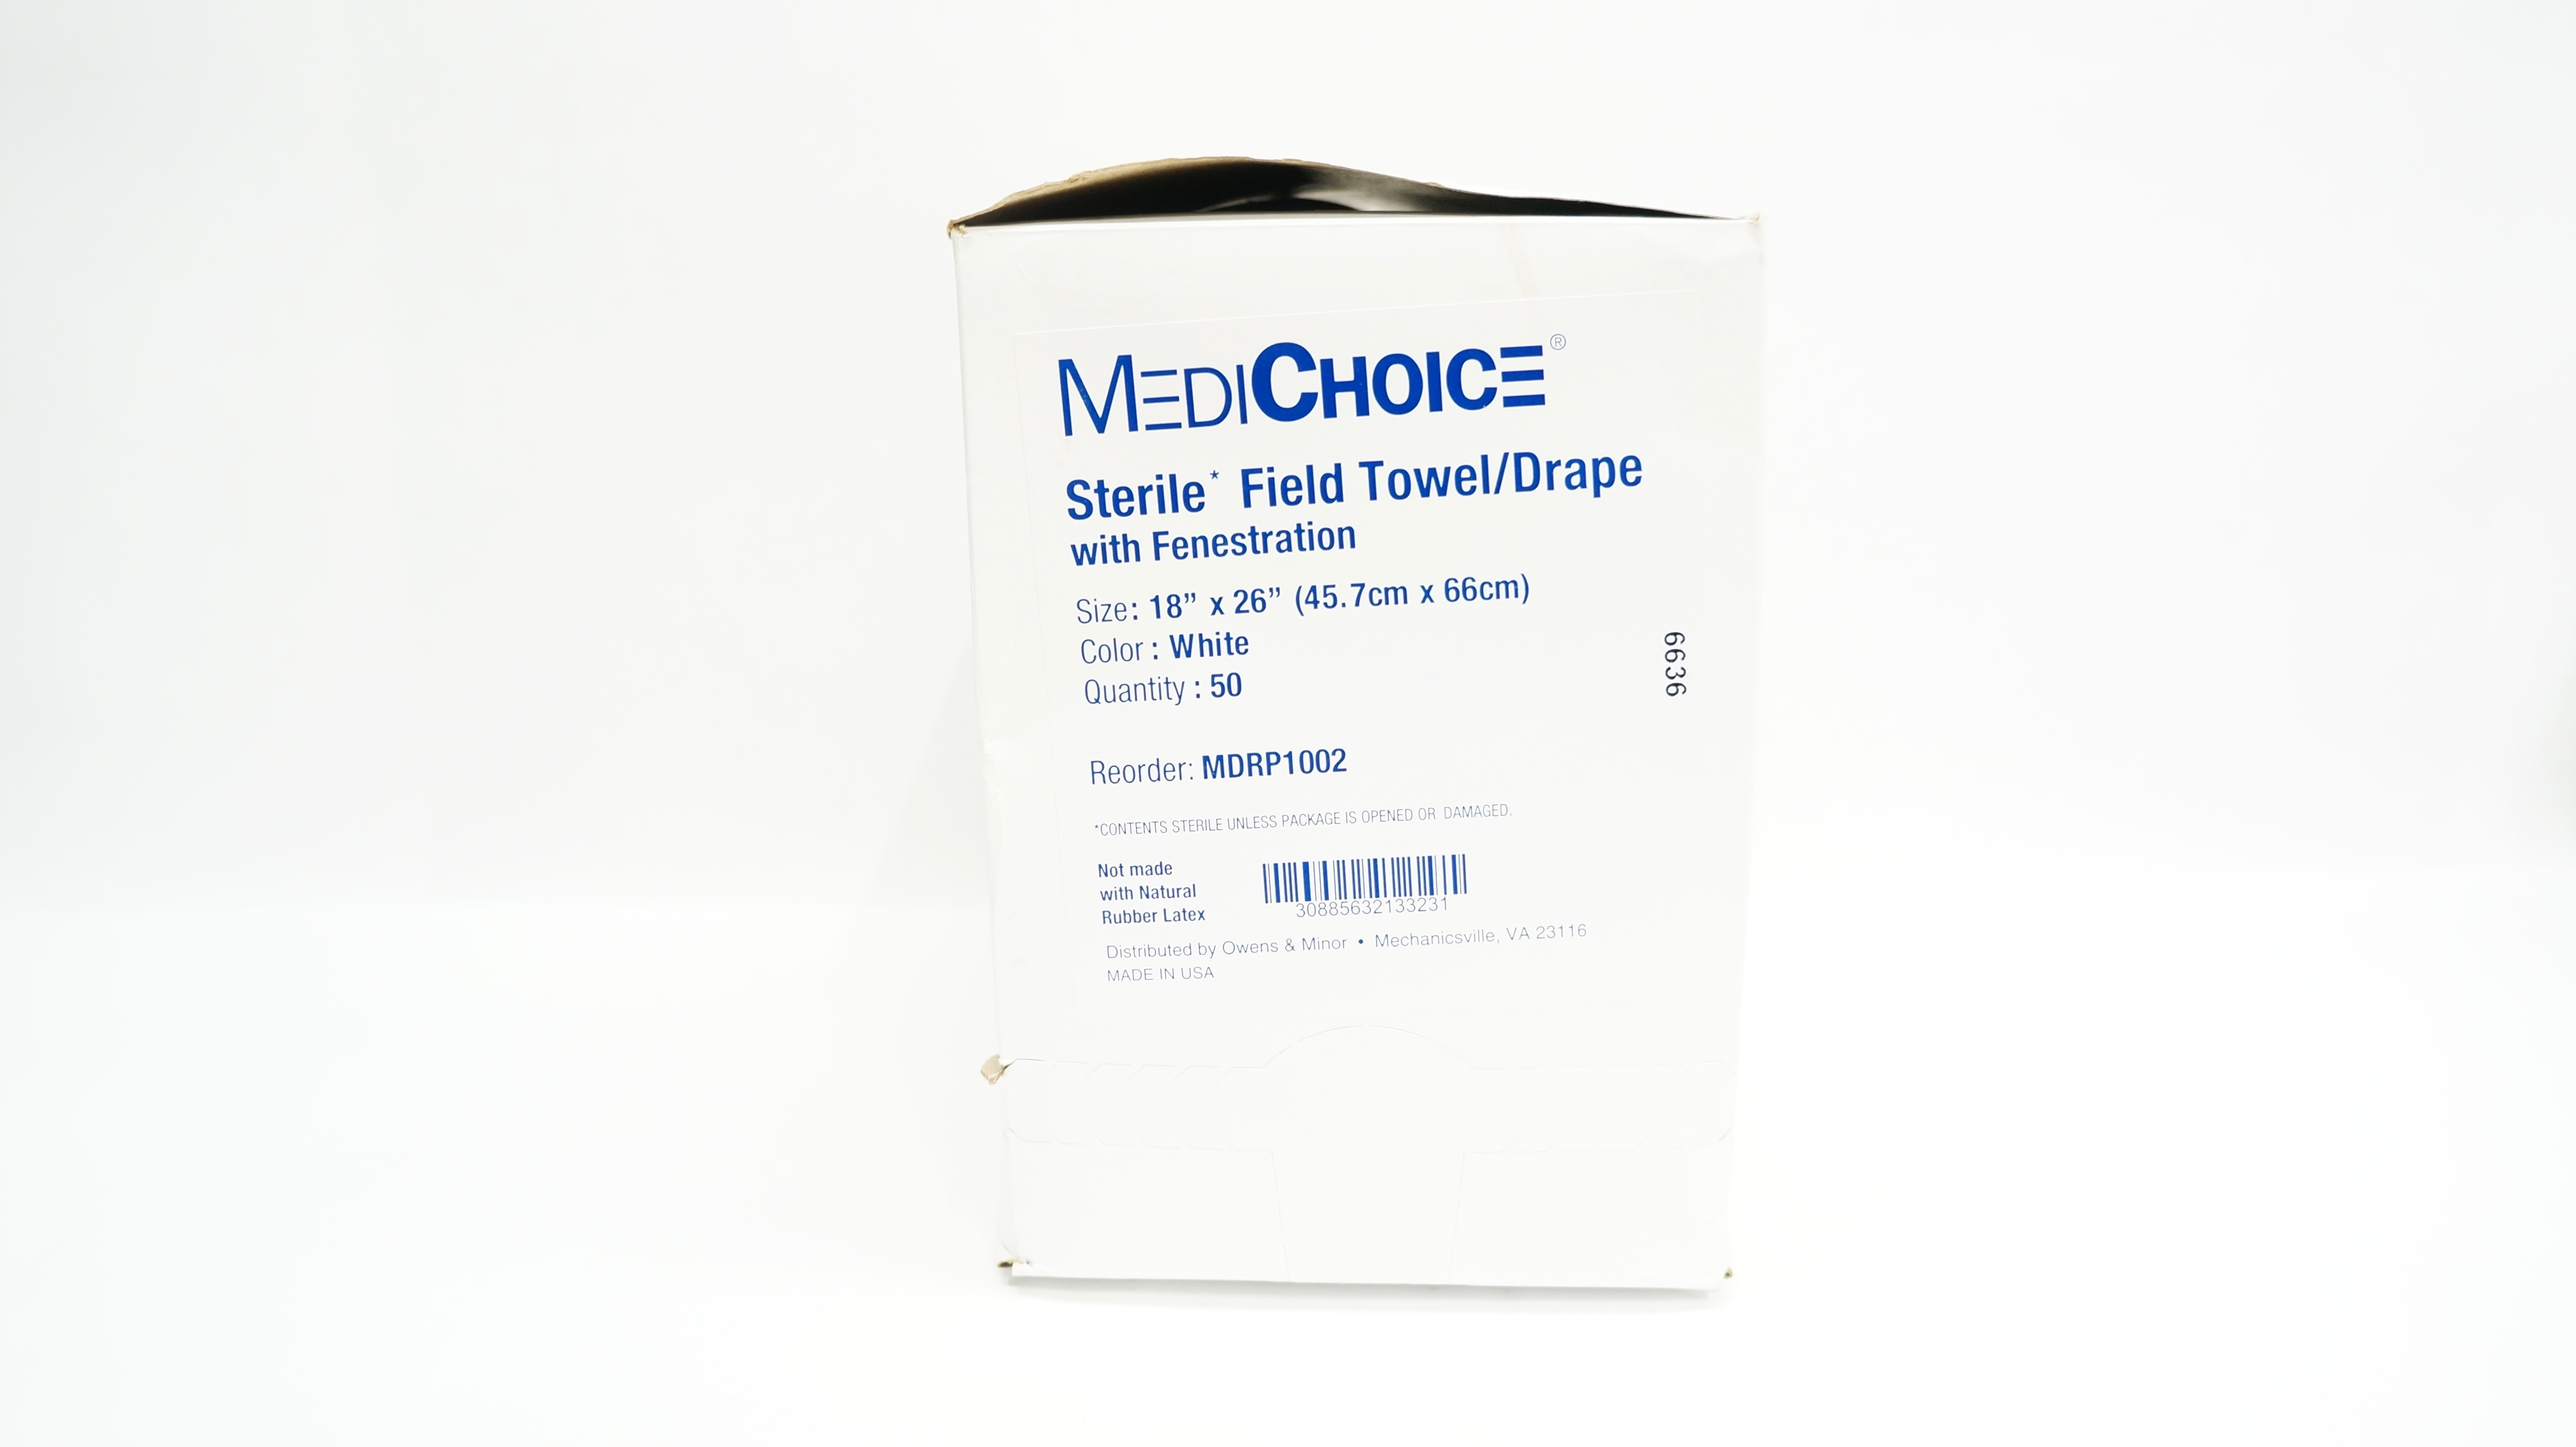 MEDICHOICE®
Sterile* Field Towel/Drape
with Fenestration
Size: 18” x 26” (45.7cm x 66cm)
Color : White
Quantity : 50
6636
Reorder: MDRP1002
*CONTENTS STERILE UNLESS PACKAGE IS OPENED OR DAMAGED.
Not made
with Natural
Rubber Latex
30885632133231
Distributed by Owens & Minor • Mechanicsville, VA 23116
MADE IN USA